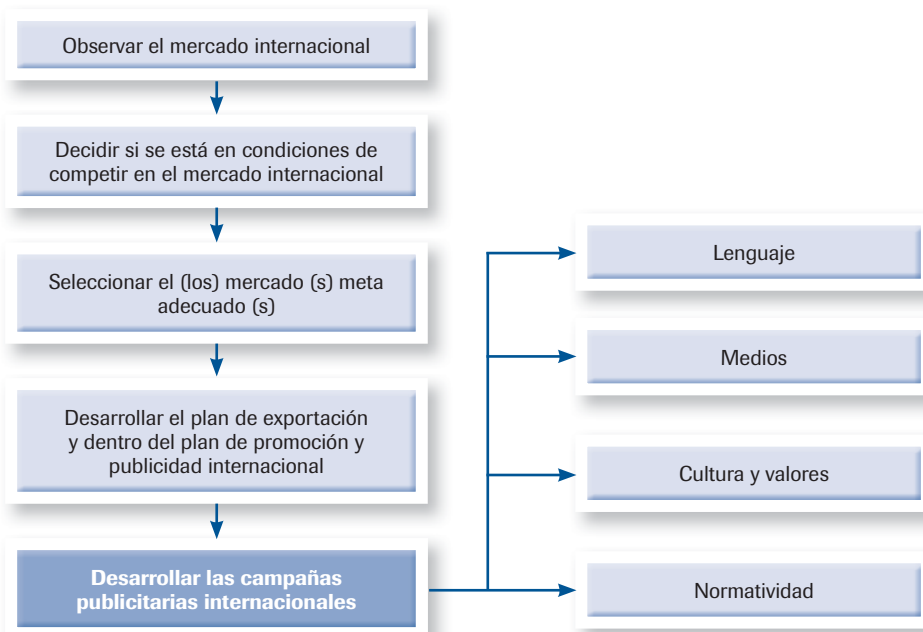 Observar el mercado internacional
Decidir si se está en condiciones de
competir en el mercado internacional
Seleccionar el (los) mercado (s) meta
adecuado (s)
Desarrollar el plan de exportación
y dentro del plan de promoción y
publicidad internacional
Desarrollar las campañas
publicitarias internacionales
Lenguaje
Medios
Cultura y valores
Normatividad